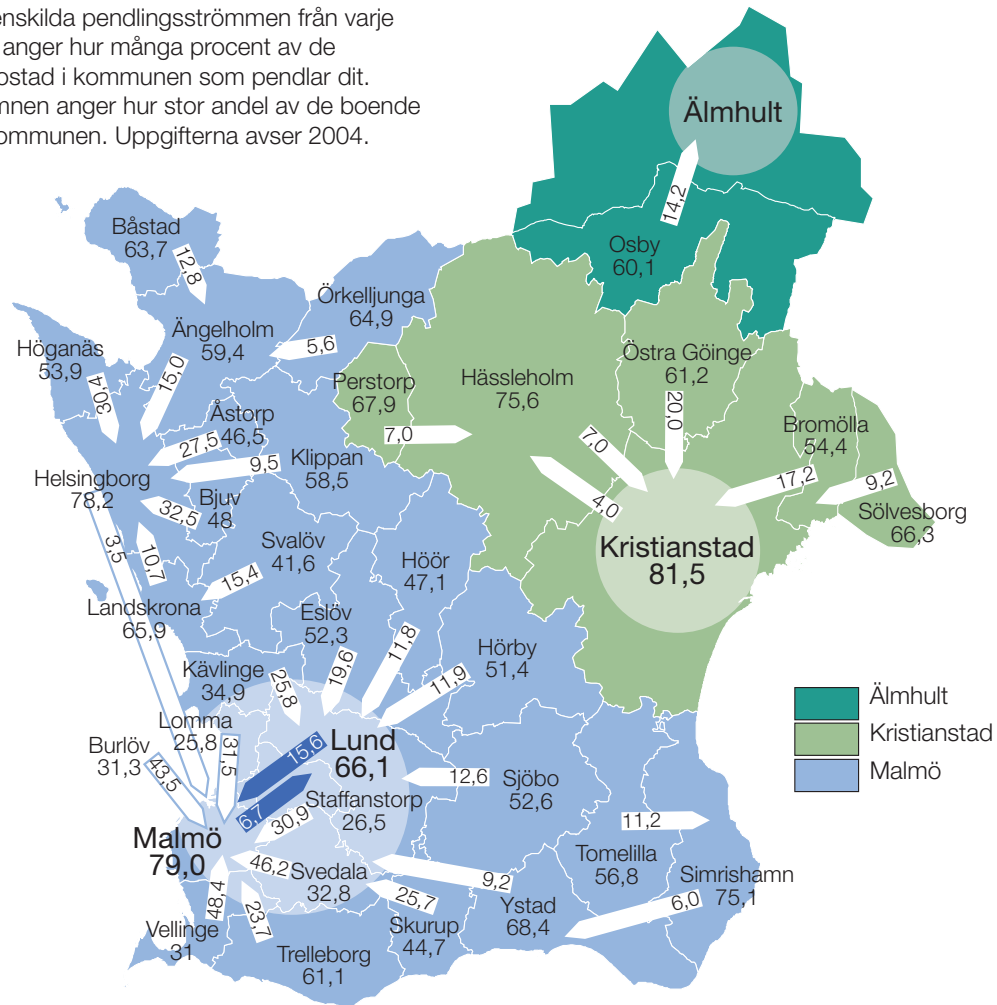 enskilda pendlingsströmmen från varje
anger hur många procent av de
ostad i kommunen som pendlar dit.
mnen anger hur stor andel av de boende
ommunen. Uppgifterna avser 2004.
Älmhult
14,2
Osby
60,1
Båstad
63,7
12,8
Örkelljunga
64,9
5,6
Ängelholm
59,4
15,0
Höganäs
53,9
30,4
Perstorp
67,9
7,0
Hässleholm
75,6
Östra Göinge
61,2
20,0
Bromölla
54,4
17,2
9,2
Sölvesborg
66,3
7,0
4,0
Kristianstad
81,5
Åstorp
46,5
27,5
9,5
Klippan
58,5
Helsingborg
78,2
Bjuv
48
32,5
3,5
10,7
Svalöv
41,6
15,4
Höör
47,1
Landskrona
65,9
Eslöv
52,3
19,6
11,8
Hörby
51,4
11,9
Kävlinge
34,9
25,8
Lomma
25,8
31,5
Burlöv
31,3
43,5
Lund
66,1
15,6
6,7
12,6
Sjöbo
52,6
Staffanstorp
26,5
30,9
Malmö
79,0
46,2
Svedala
32,8
48,4
23,7
Vellinge
31
Trelleborg
61,1
25,7
Skurup
44,7
9,2
Ystad
68,4
11,2
Tomelilla
56,8
Simrishamn
75,1
6,0
Älmhult
Kristianstad
Malmö